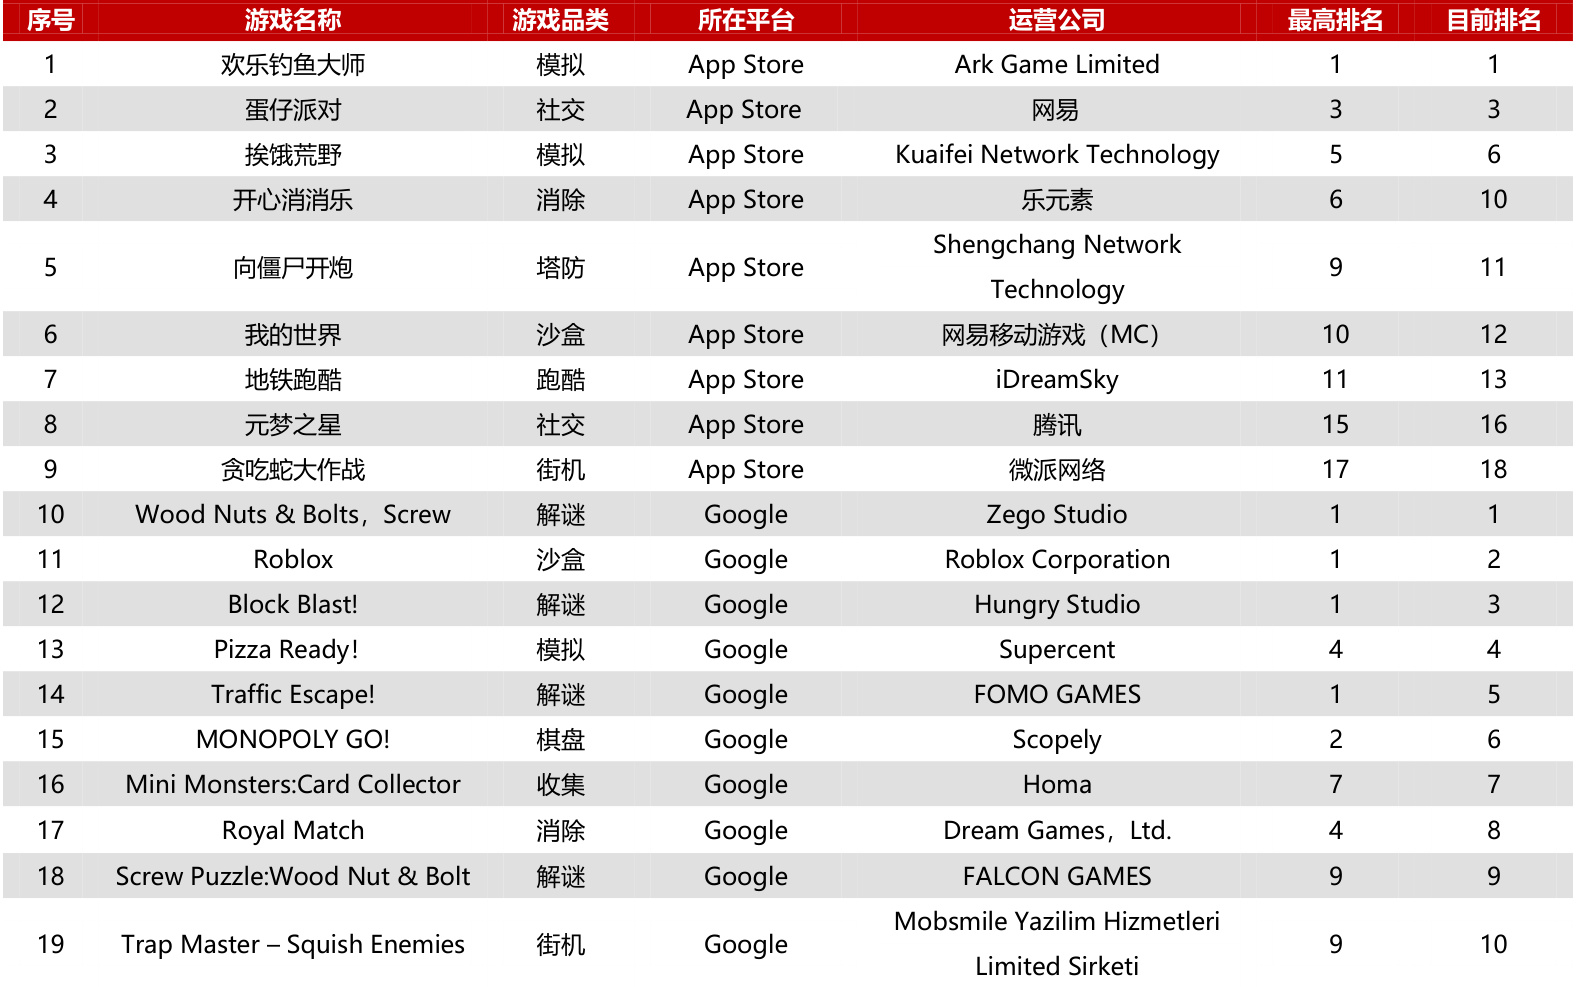 序号 游戏名称 游戏品类 所在平台 运营公司 最高排名 目前排名
1 欢乐钓鱼大师 模拟 App Store Ark Game Limited 1 1
2 蛋仔派对 社交 App Store 网易 3 3
3 挨饿荒野 模拟 App Store Kuaifei Network Technology 5 6
4 开心消消乐 消除 App Store 乐元素 6 10
Shengchang Network
5 向僵尸开炮 塔防 App Store 9 11
Technology
6 我的世界 沙盒 App Store 网易移动游戏（MC） 10 12
7 地铁跑酷 跑酷 App Store iDreamSky 11 13
8 元梦之星 社交 App Store 腾讯 15 16
9 贪吃蛇大作战 街机 App Store 微派网络 17 18
10 Wood Nuts & Bolts，Screw 解谜 Google Zego Studio 1 1
11 Roblox 沙盒 Google Roblox Corporation 1 2
12 Block Blast! 解谜 Google Hungry Studio 1 3
13 Pizza Ready！ 模拟 Google Supercent 4 4
14 Traffic Escape! 解谜 Google FOMO GAMES 1 5
15 MONOPOLY GO! 棋盘 Google Scopely 2 6
16 Mini Monsters:Card Collector 收集 Google Homa 7 7
17 Royal Match 消除 Google Dream Games，Ltd. 4 8
18 Screw Puzzle:Wood Nut & Bolt 解谜 Google FALCON GAMES 9 9
Mobsmile Yazilim Hizmetleri
19 Trap Master – Squish Enemies 街机 Google 9 10
Limited Sirketi